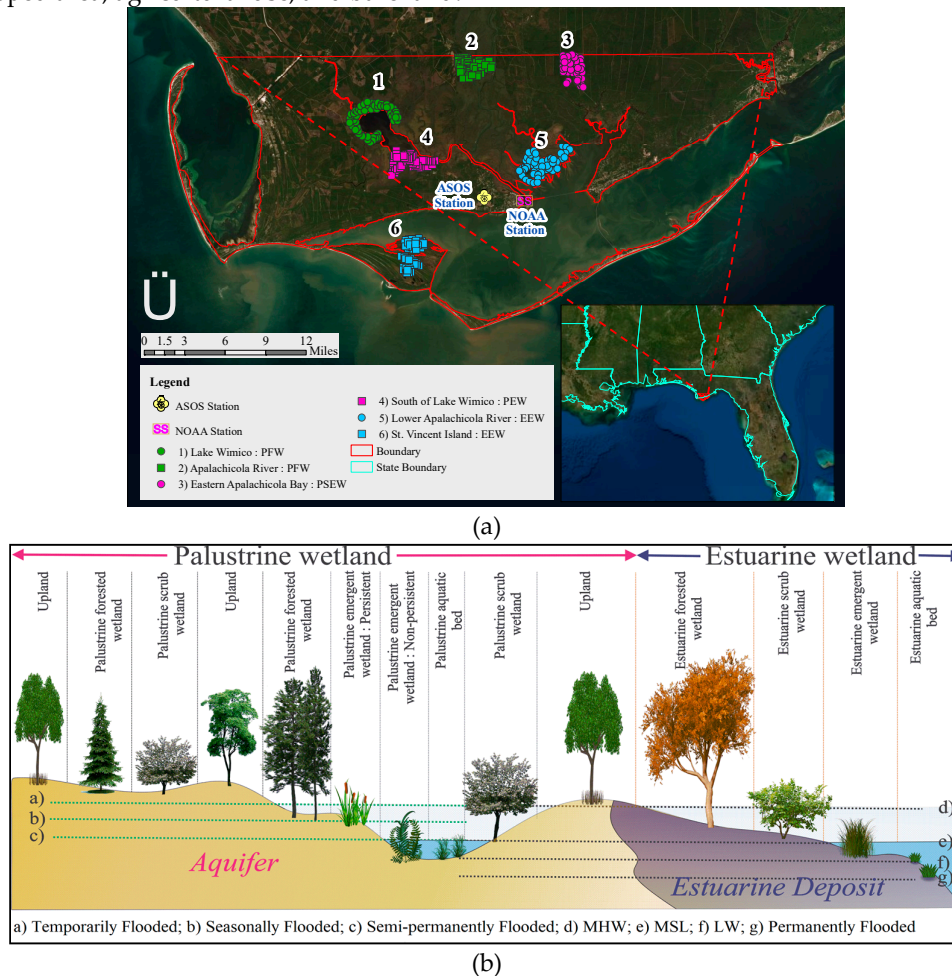 2
3
1
4
5
ASOS
Station
NOAA
Station
6
Ü
0 1.5 3 6 9 12
Miles
Legend
ASOS Station
SS NOAA Station
1) Lake Wimico : PFW
2) Apalachicola River : PFW
3) Eastern Apalachicola Bay : PSEW
4) South of Lake Wimico : PEW
5) Lower Apalachicola River : EEW
6) St. Vincent Island : EEW
Boundary
State Boundary
(a)
Palustrine wetland
Estuarine wetland
Upland
Palustrine forested
wetland
Palustrine scrub
wetland
Upland
Palustrine forested
wetland
Palustrine emergent
wetland : Persistent
Palustrine emergent
wetland : Non-persistent
Palustrine aquatic
bed
Palustrine scrub
wetland
Upland
Estuarine forested
wetland
Estuarine scrub
wetland
Estuarine emergent
wetland
Estuarine aquatic
bed
a)
b)
c)
d)
e)
f)
g)
Aquifer
Estuarine Deposit
a) Temporarily Flooded; b) Seasonally Flooded; c) Semi-permanently Flooded; d) MHW; e) MSL; f) LW; g) Permanently Flooded
(b)